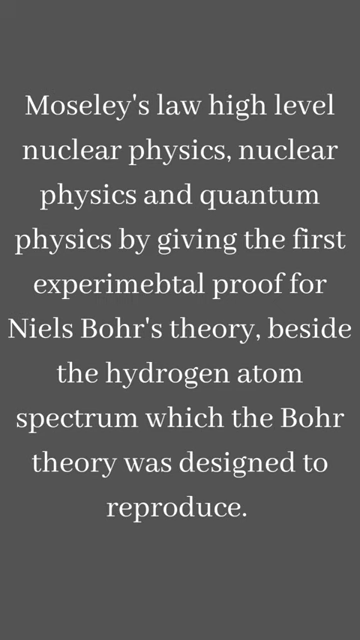 Moseley's law high level
nuclear physics, nuclear
physics and quantum
physics by giving the first
experimebtal proof for
Niels Bohr's theory, beside
the hydrogen atom
spectrum which the Bohr
theory was designed to
reproduce.